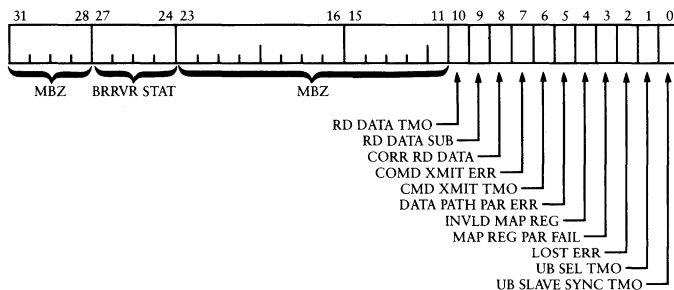 31 28 27 24 23 16 15 11 10 9 8 7 6 5 4 3 2 1 0
MBZ BRRVR STAT MBZ
RD DATA TMO
RD DATA SUB
CORR RD DATA
COMD XMIT ERR
CMD XMIT TMO
DATA PATH PAR ERR
INVLD MAP REG
MAP REG PAR FAIL
LOST ERR
UB SEL TMO
UB SLAVE SYNC TMO